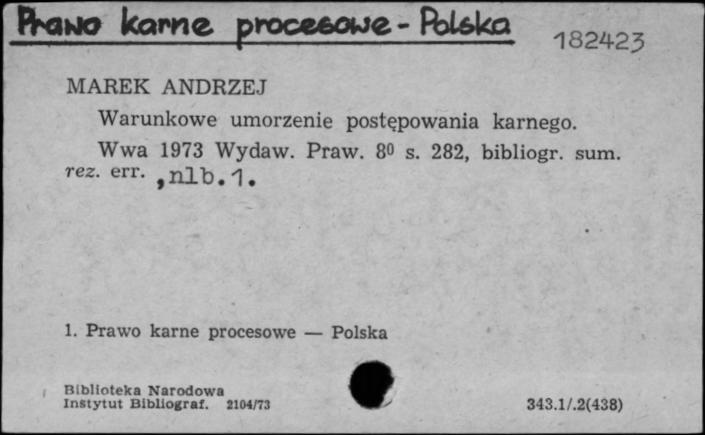 Prawo karne procesowe - Polska
182423
MAREK ANDRZEJ
Warunkowe umorzenie postępowania karnego.
Wwa 1973 Wydaw. Praw. 8⁰ s. 282, bibliogr. sum.
rez. err. , nlb. 1.
1. Prawo karne procesowe — Polska
Biblioteka Narodowa
Instytut Bibliograf. 2104/73
343.1/.2(438)